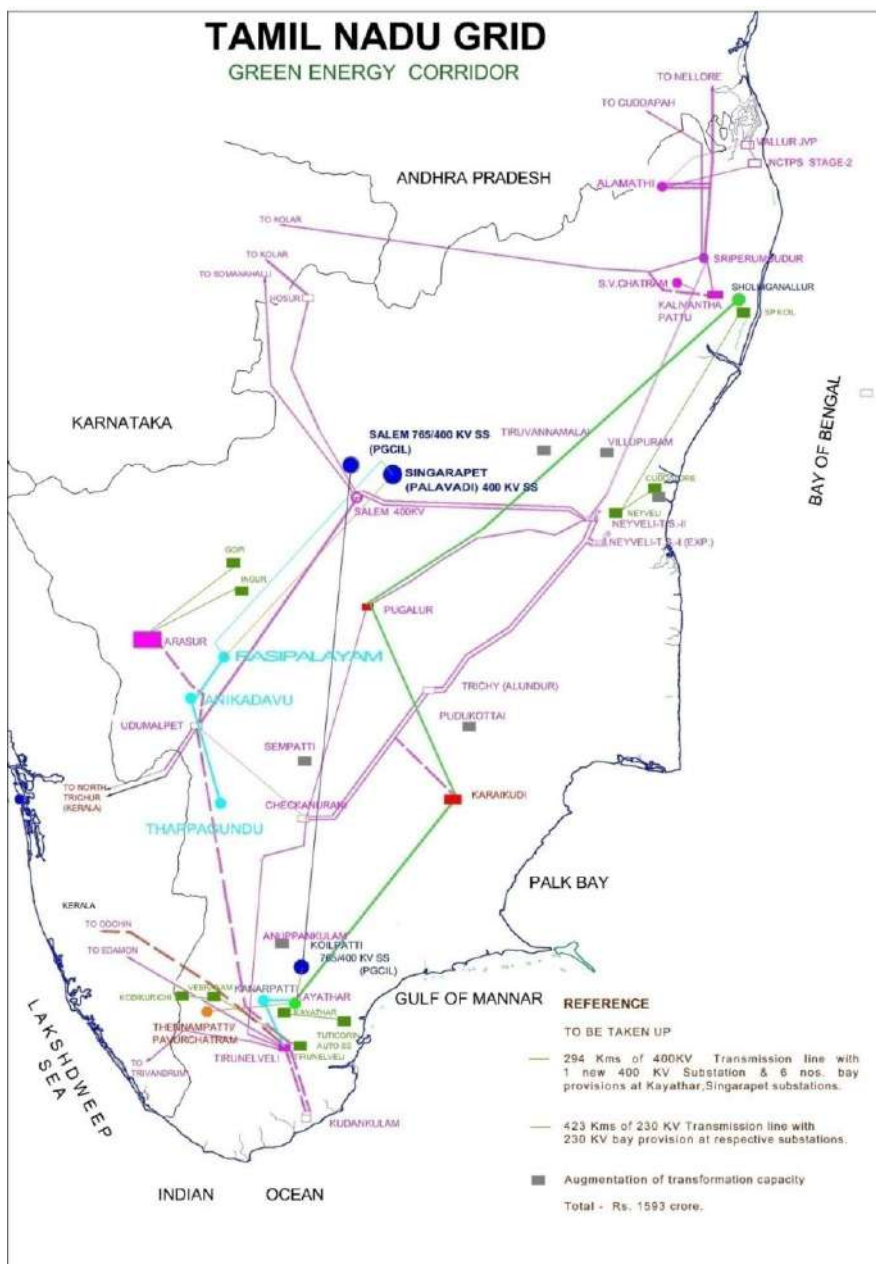 TAMIL NADU GRID
GREEN ENERGY CORRIDOR
TO NELLORE
TO CUDDAPAH
VALLUR JVP
NCTPS STAGE-2
ANDHRA PRADESH
ALAMATHI
TO KOLAR
TO KOLAR
SRIPERUMBUDUR
TO SOMANAHALLI
S.V.CHATRAM
SHOLINGANALLUR
HOSUR
KALIVANTHA
PATTU
SP KOIL
KARNATAKA
BAY OF BENGAL
SALEM 765/400 KV SS
(PGCIL)
TIRUVANNAMALAI
VILLUPURAM
SINGARAPET
(PALAVADI) 400 KV SS
CUDDALORE
SALEM 400KV
NEYVELI
NEYVELI-T.S.-II
NEYVELI-T.S.-I (EXP.)
GOPI
INGUR
PUGALUR
ARASUR
RASIPALAYAM
ANIKADAVU
TRICHY (ALUNDUR)
UDUMALPET
PUDUKOTTAI
SEMPATTI
TO NORTH
TRICHUR
(KERALA)
CHECKANURANI
KARAIKUDI
THAPPAGUNDU
PALK BAY
KERALA
TO COCHIN
ANUPPANKULAM
TO EDAMON
KOILPATTI
765/400 KV SS
(PGCIL)
KANARPATTI
KODIKURICHI
VEERANAM
KAYATHAR
GULF OF MANNAR
KAYATHAR
THENNAMPATTI/
PAVURCHATRAM
TUTICORIN
AUTO SS
TIRUNELVELI
TIRUNELVELI
TO
TRIVANDRUM
LAKSHDWEEP
SEA
KUDANKULAM
INDIAN OCEAN
REFERENCE
TO BE TAKEN UP
294 Kms of 400KV Transmission line with
1 new 400 KV Substation & 6 nos. bay
provisions at Kayathar,Singarapet substations.
423 Kms of 230 KV Transmission line with
230 KV bay provision at respective substations.
Augmentation of transformation capacity
Total - Rs. 1593 crore.